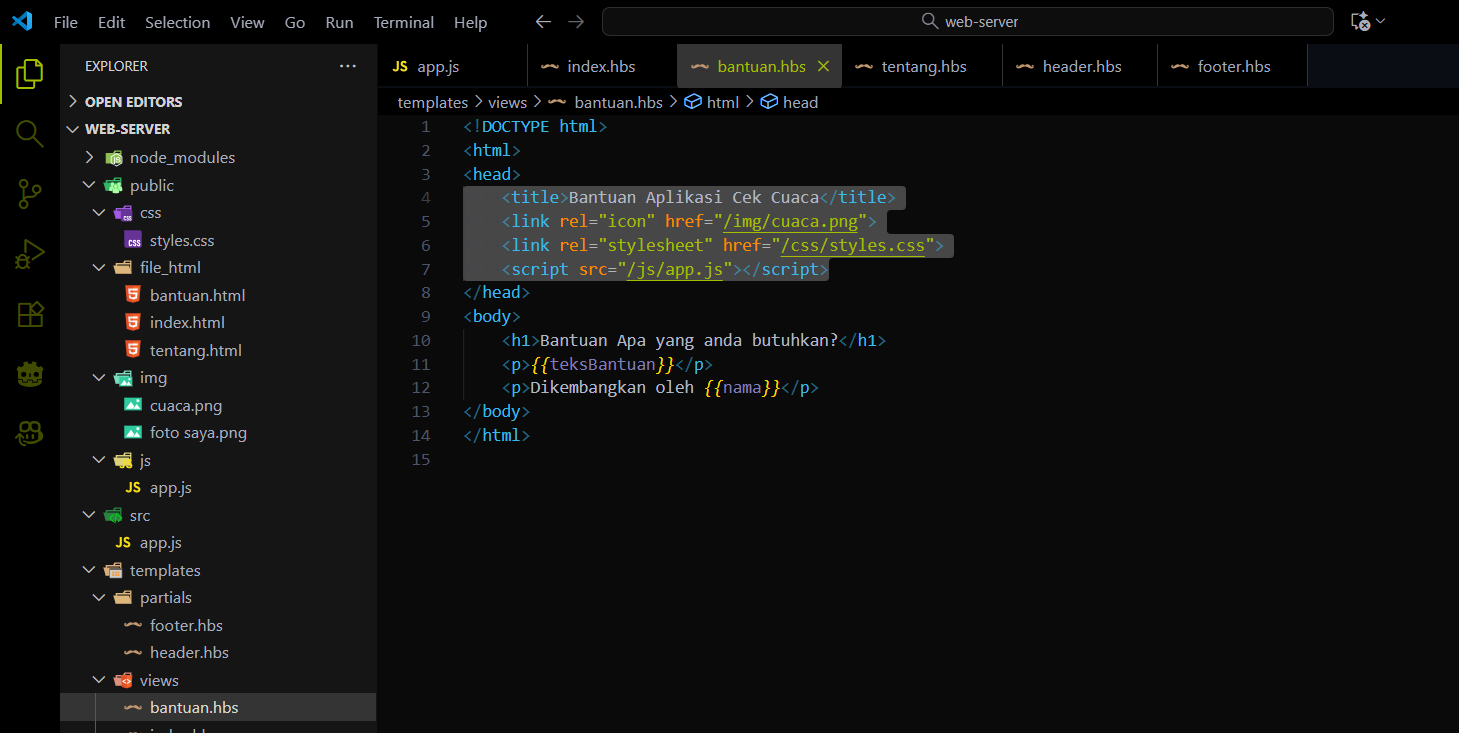 File Edit Selection View Go Run Terminal Help
web-server
EXPLORER
OPEN EDITORS
WEB-SERVER
node_modules
public
css
styles.css
file_html
bantuan.html
index.html
tentang.html
img
cuaca.png
foto saya.png
js
JS app.js
src
JS app.js
templates
partials
footer.hbs
header.hbs
views
bantuan.hbs
JS app.js index.hbs bantuan.hbs tentang.hbs header.hbs footer.hbs
templates > views > bantuan.hbs > html > head
1 <!DOCTYPE html>
2 <html>
3 <head>
4 <title>Bantuan Aplikasi Cek Cuaca</title>
5 <link rel="icon" href="/img/cuaca.png">
6 <link rel="stylesheet" href="/css/styles.css">
7 <script src="/js/app.js"></script>
8 </head>
9 <body>
10 <h1>Bantuan Apa yang anda butuhkan?</h1>
11 <p>{{teksBantuan}}</p>
12 <p>Dikembangkan oleh {{nama}}</p>
13 </body>
14 </html>
15